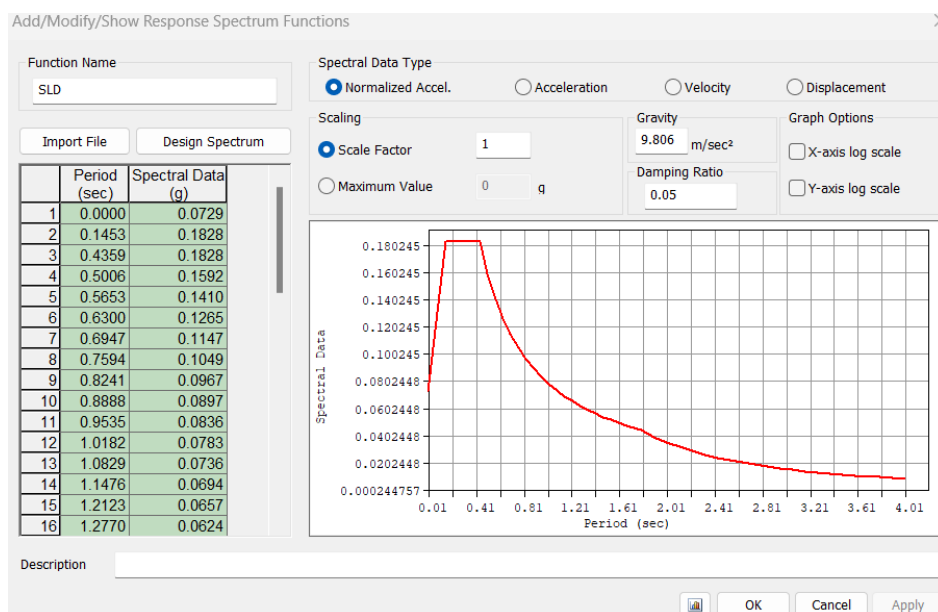 Add/Modify/Show Response Spectrum Functions
Function Name
SLD
Import File
Design Spectrum
Period Spectral Data
(sec) (g)
1 0.0000 0.0729
2 0.1453 0.1828
3 0.4359 0.1828
4 0.5006 0.1592
5 0.5653 0.1410
6 0.6300 0.1265
7 0.6947 0.1147
8 0.7594 0.1049
9 0.8241 0.0967
10 0.8888 0.0897
11 0.9535 0.0836
12 1.0182 0.0783
13 1.0829 0.0736
14 1.1476 0.0694
15 1.2123 0.0657
16 1.2770 0.0624
Spectral Data Type
Normalized Accel. Acceleration Velocity Displacement
Scaling
Scale Factor 1
Maximum Value 0 g
Gravity
9.806 m/sec²
Damping Ratio
0.05
Graph Options
X-axis log scale
Y-axis log scale
Spectral Data
0.180245
0.160245
0.140245
0.120245
0.100245
0.0802448
0.0602448
0.0402448
0.0202448
0.000244757
0.01 0.41 0.81 1.21 1.61 2.01 2.41 2.81 3.21 3.61 4.01
Period (sec)
Description
OK Cancel Apply